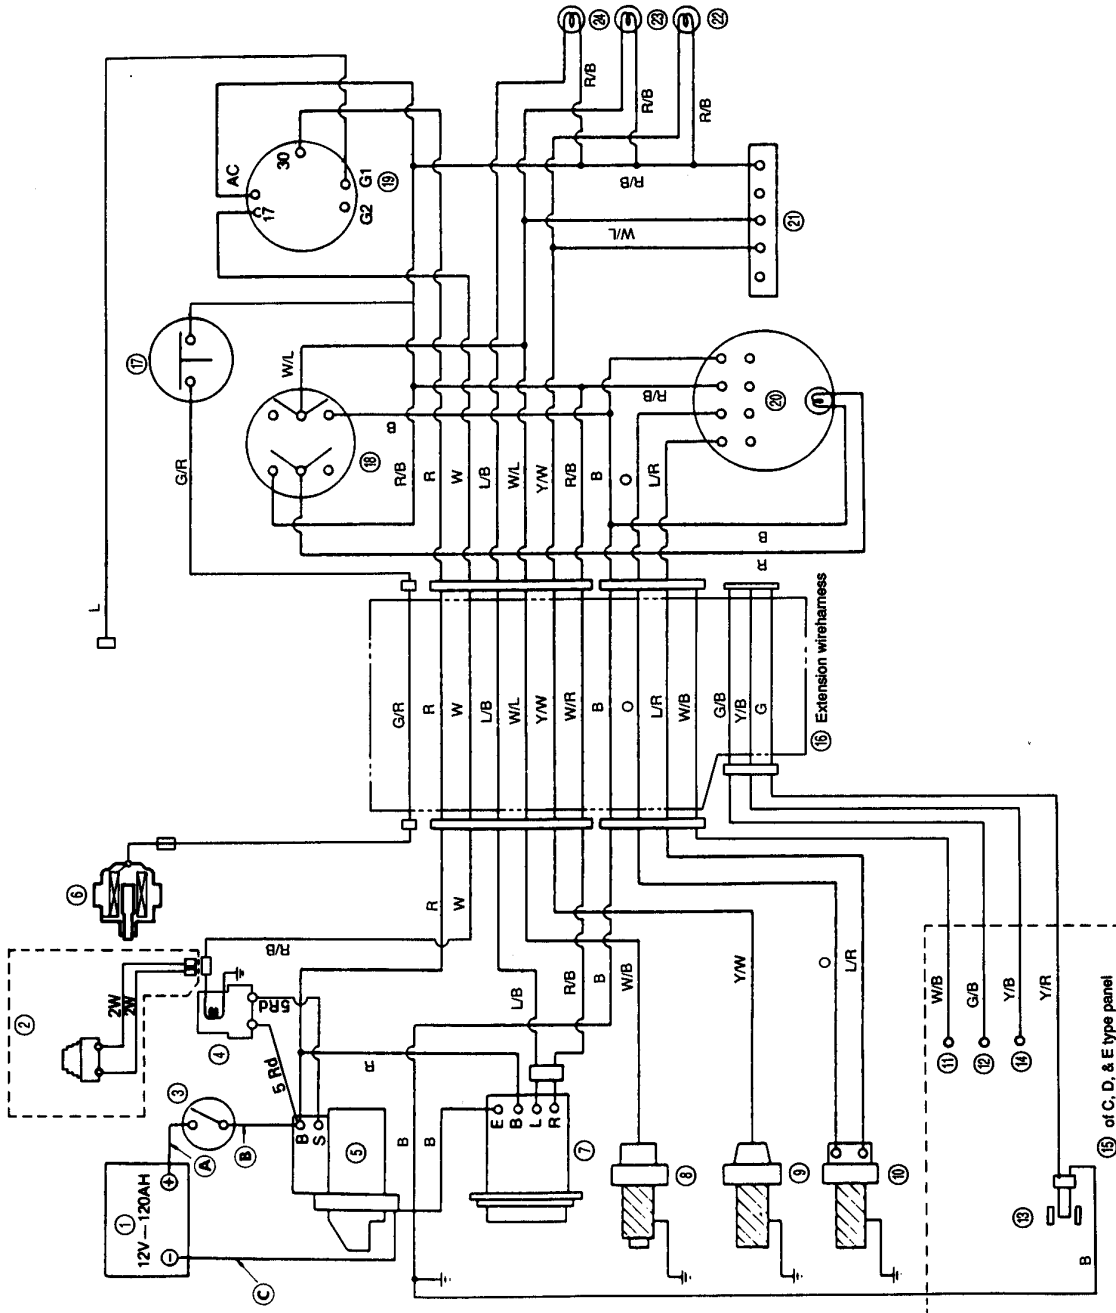 24
23
22
R/B
R/B
R/B
AC
30
17
G1
G2
19
R/B
W/L
21
17
W/L
18
B
R/B
20
G/R
R/B
R
W
L/B
W/L
Y/W
R/B
B
O
L/R
B
R
L
16 Extension wireharness
G/R
R
W
L/B
W/L
Y/W
W/R
B
O
L/R
W/B
G/B
Y/B
G
6
R
W
R/B
2
2W
2W
4
5Rd
5 Rd
3
A
B
1
12V—120AH
+
−
C
B
S
5
R
L/B
R/B
B
W/B
Y/W
O
L/R
B
B
E
B
L
R
7
8
9
10
W/B
G/B
Y/B
Y/R
11
12
14
13
B
15 of C, D, & E type panel